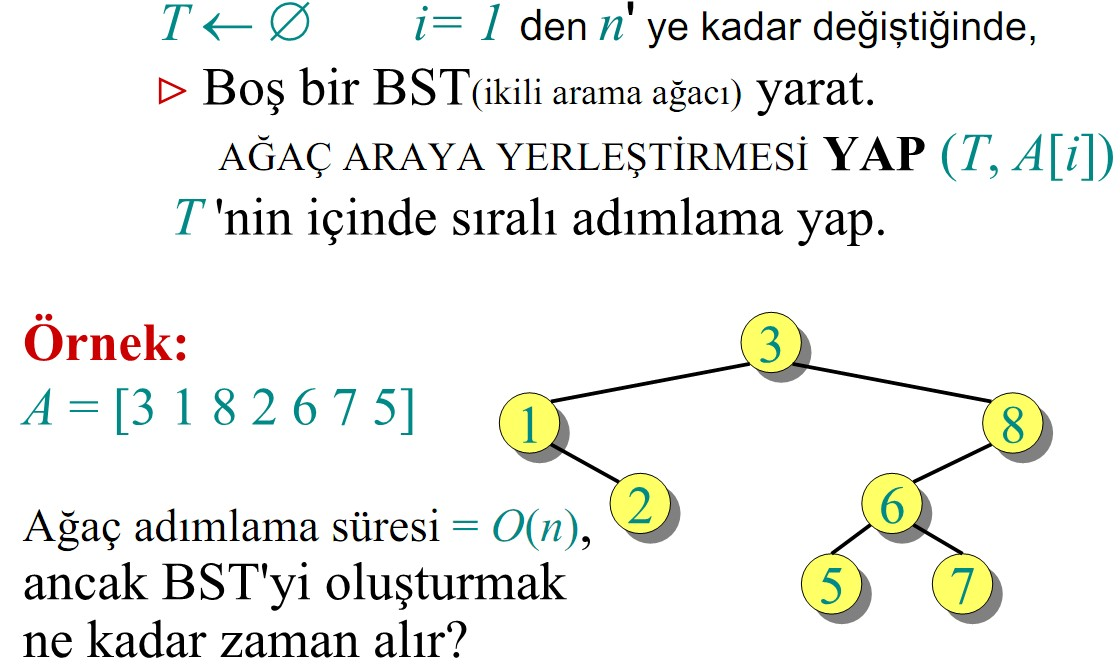 T ← ∅ i= 1 den n' ye kadar değiştiğinde,
▷ Boş bir BST(ikili arama ağacı) yarat.
AĞAÇ ARAYA YERLEŞTİRMESİ YAP (T, A[i])
T 'nin içinde sıralı adımlama yap.
Örnek:
A = [3 1 8 2 6 7 5]
3
1 8
2 6
5 7
Ağaç adımlama süresi = O(n),
ancak BST'yi oluşturmak
ne kadar zaman alır?